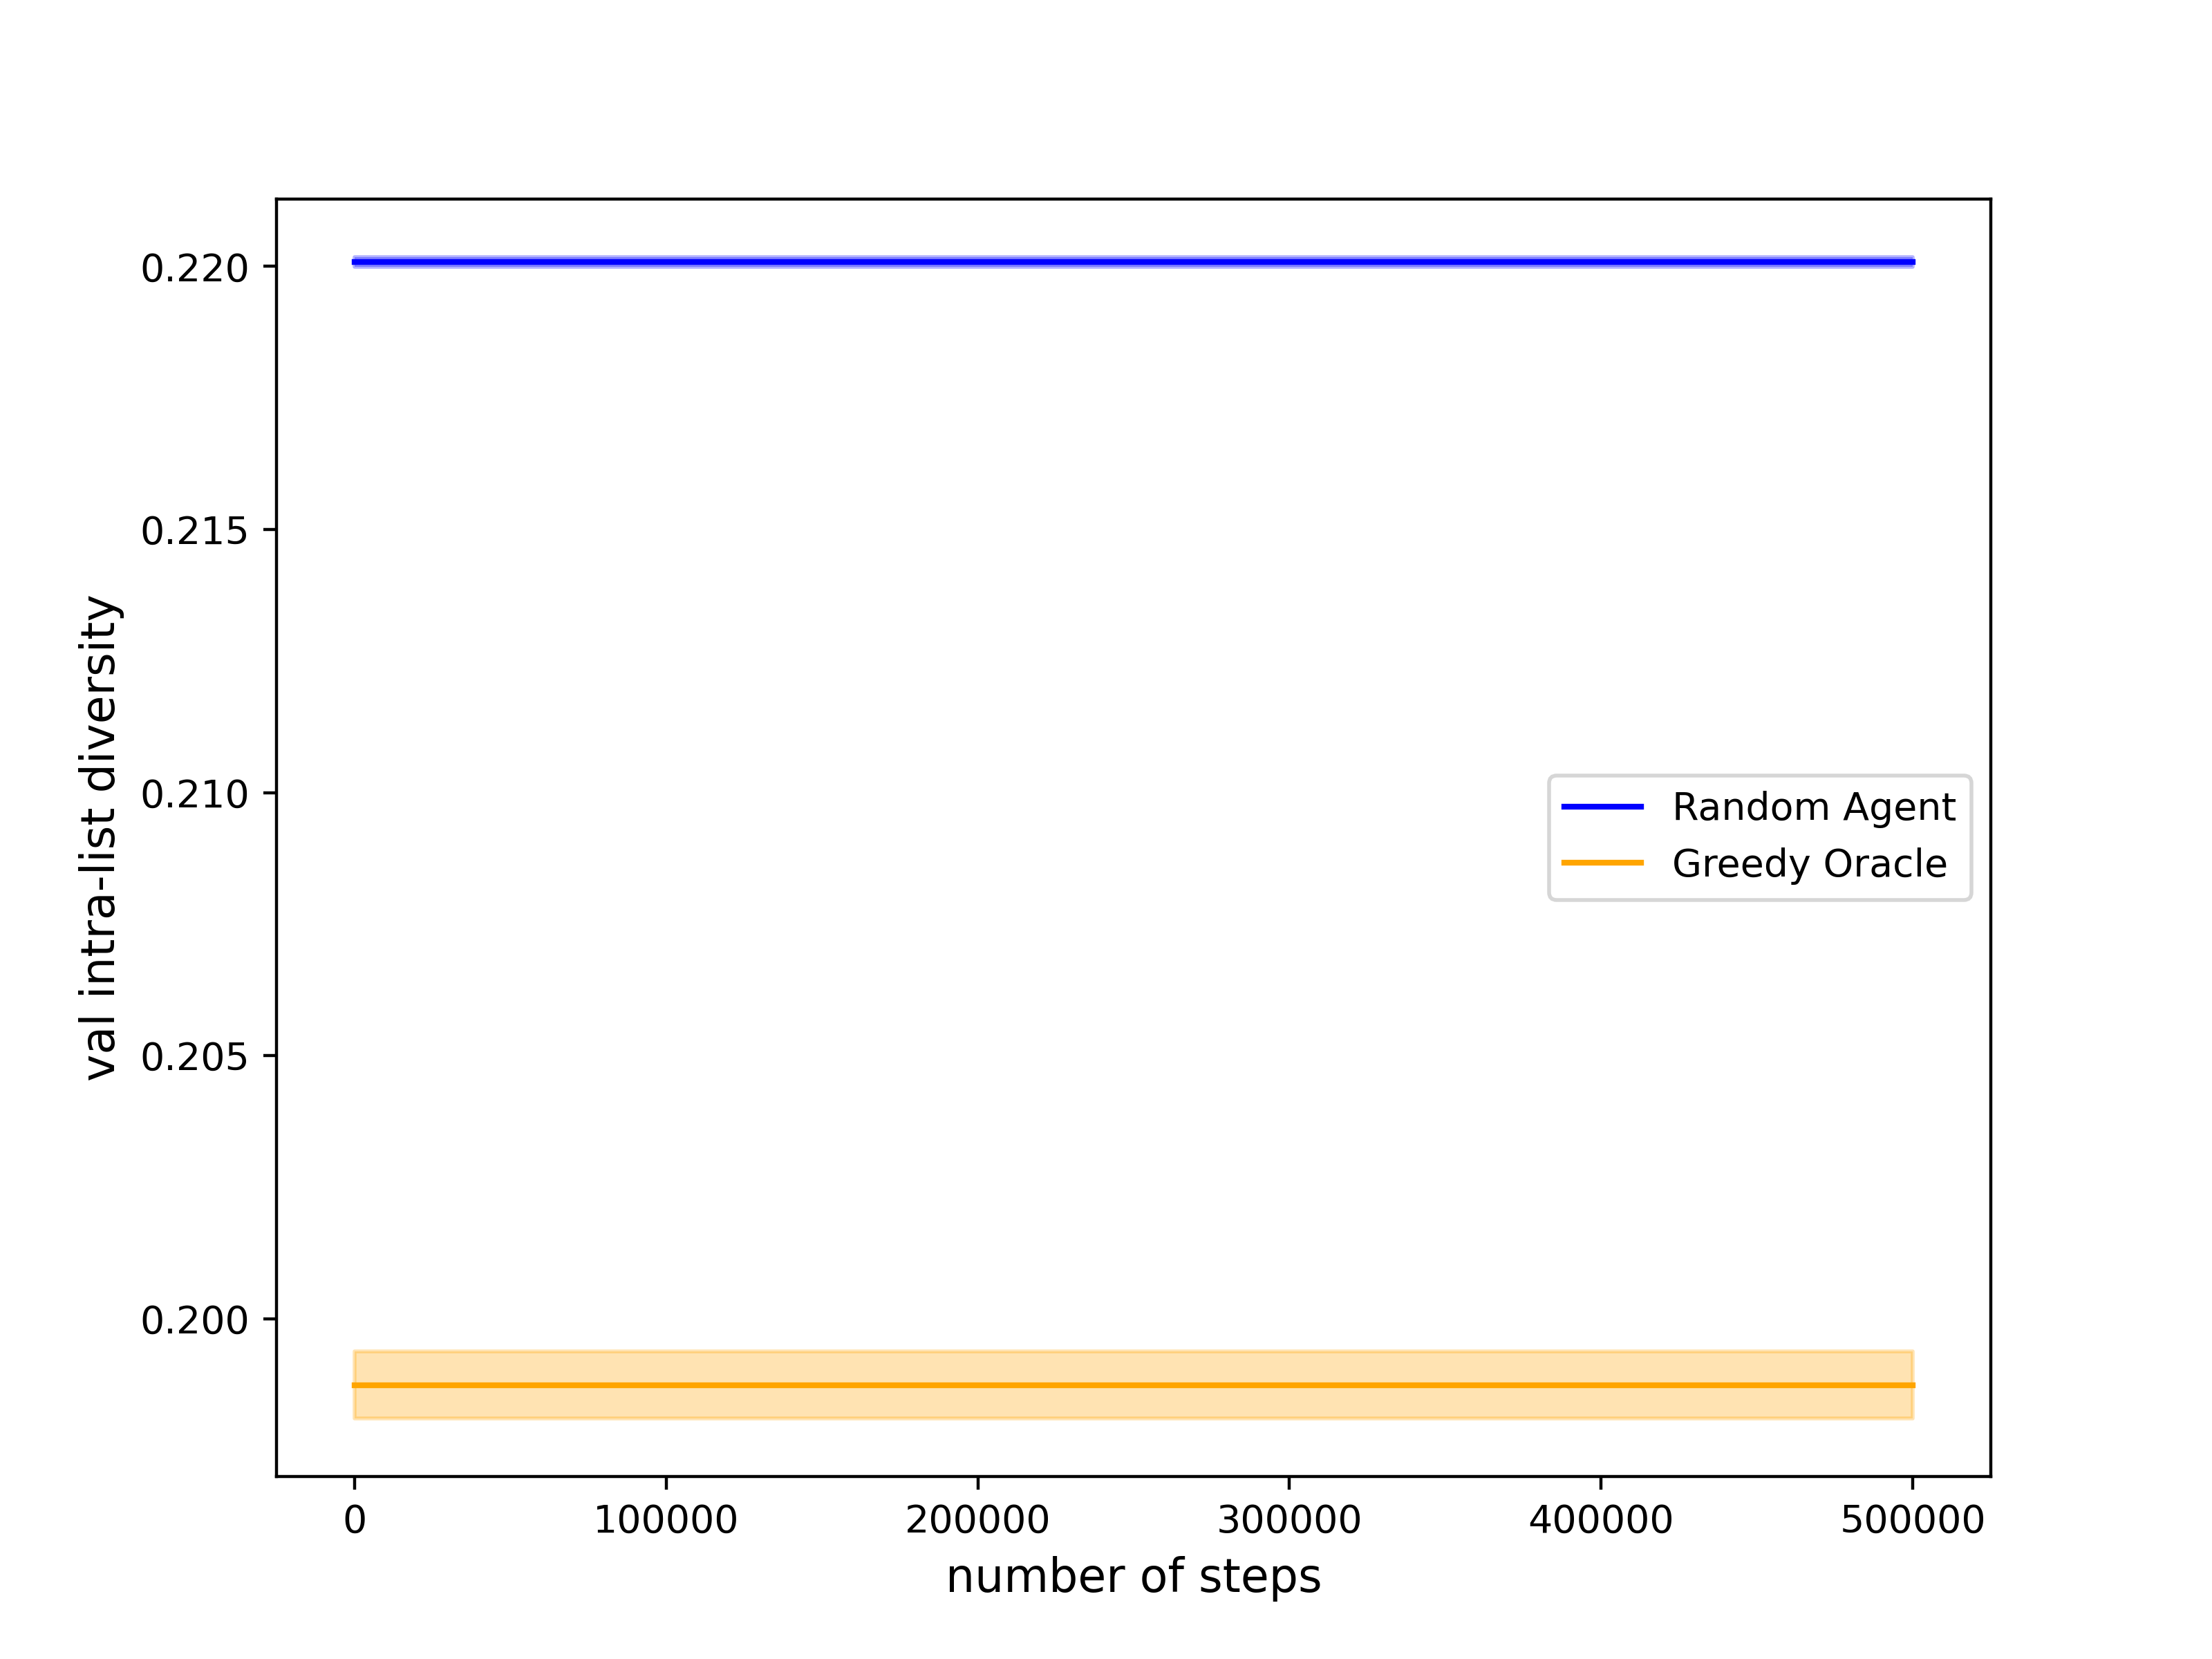 0.220
0.215
0.210
0.205
0.200
val intra-list diversity
Random Agent
Greedy Oracle
0 100000 200000 300000 400000 500000
number of steps